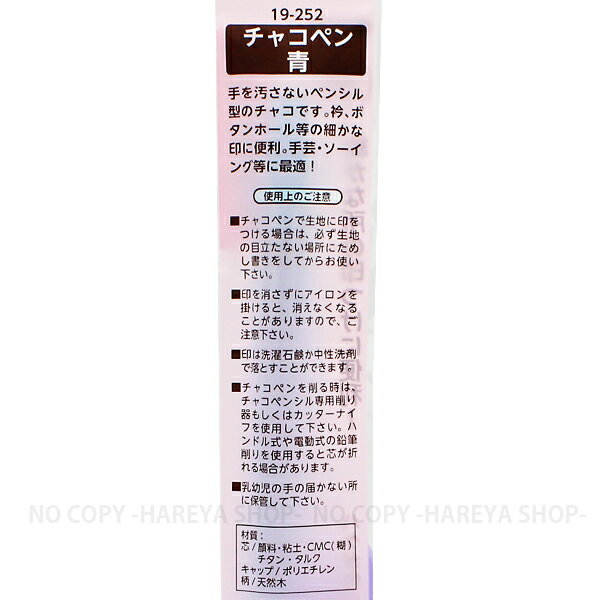 19-252
チャコペン
青
手を汚さないペンシル
型のチャコです。衿、ボ
タンホール等の細かな
印に便利。手芸・ソーイ
ング等に最適！
使用上のご注意
■チャコペンで生地に印を
つける場合は、必ず生地
の目立たない場所にため
し書きをしてからお使い
下さい。
■印を消さずにアイロンを
掛けると、消えなくなる
ことがありますので、ご
注意下さい。
■印は洗濯石鹸か中性洗剤
で落とすことができます。
■チャコペンを削る時は、
チャコペンシル専用削り
器もしくはカッターナイ
フを使用して下さい。ハ
ンドル式や電動式の鉛筆
削りを使用すると芯が折
れる場合があります。
■乳幼児の手の届かない所
に保管して下さい。
NO COPY -HAREYA SHOP- NO COPY -HAREYA SHOP-
材質：
芯/顔料・粘土・CMC(糊)
チタン・タルク
キャップ/ポリエチレン
柄/天然木